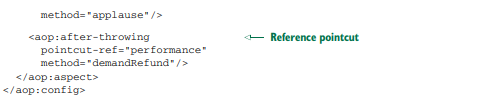 method="applause"/>
<aop:after-throwing
Reference pointcut
pointcut-ref="performance"
method="demandRefund"/>
</aop:aspect>
</aop:config>